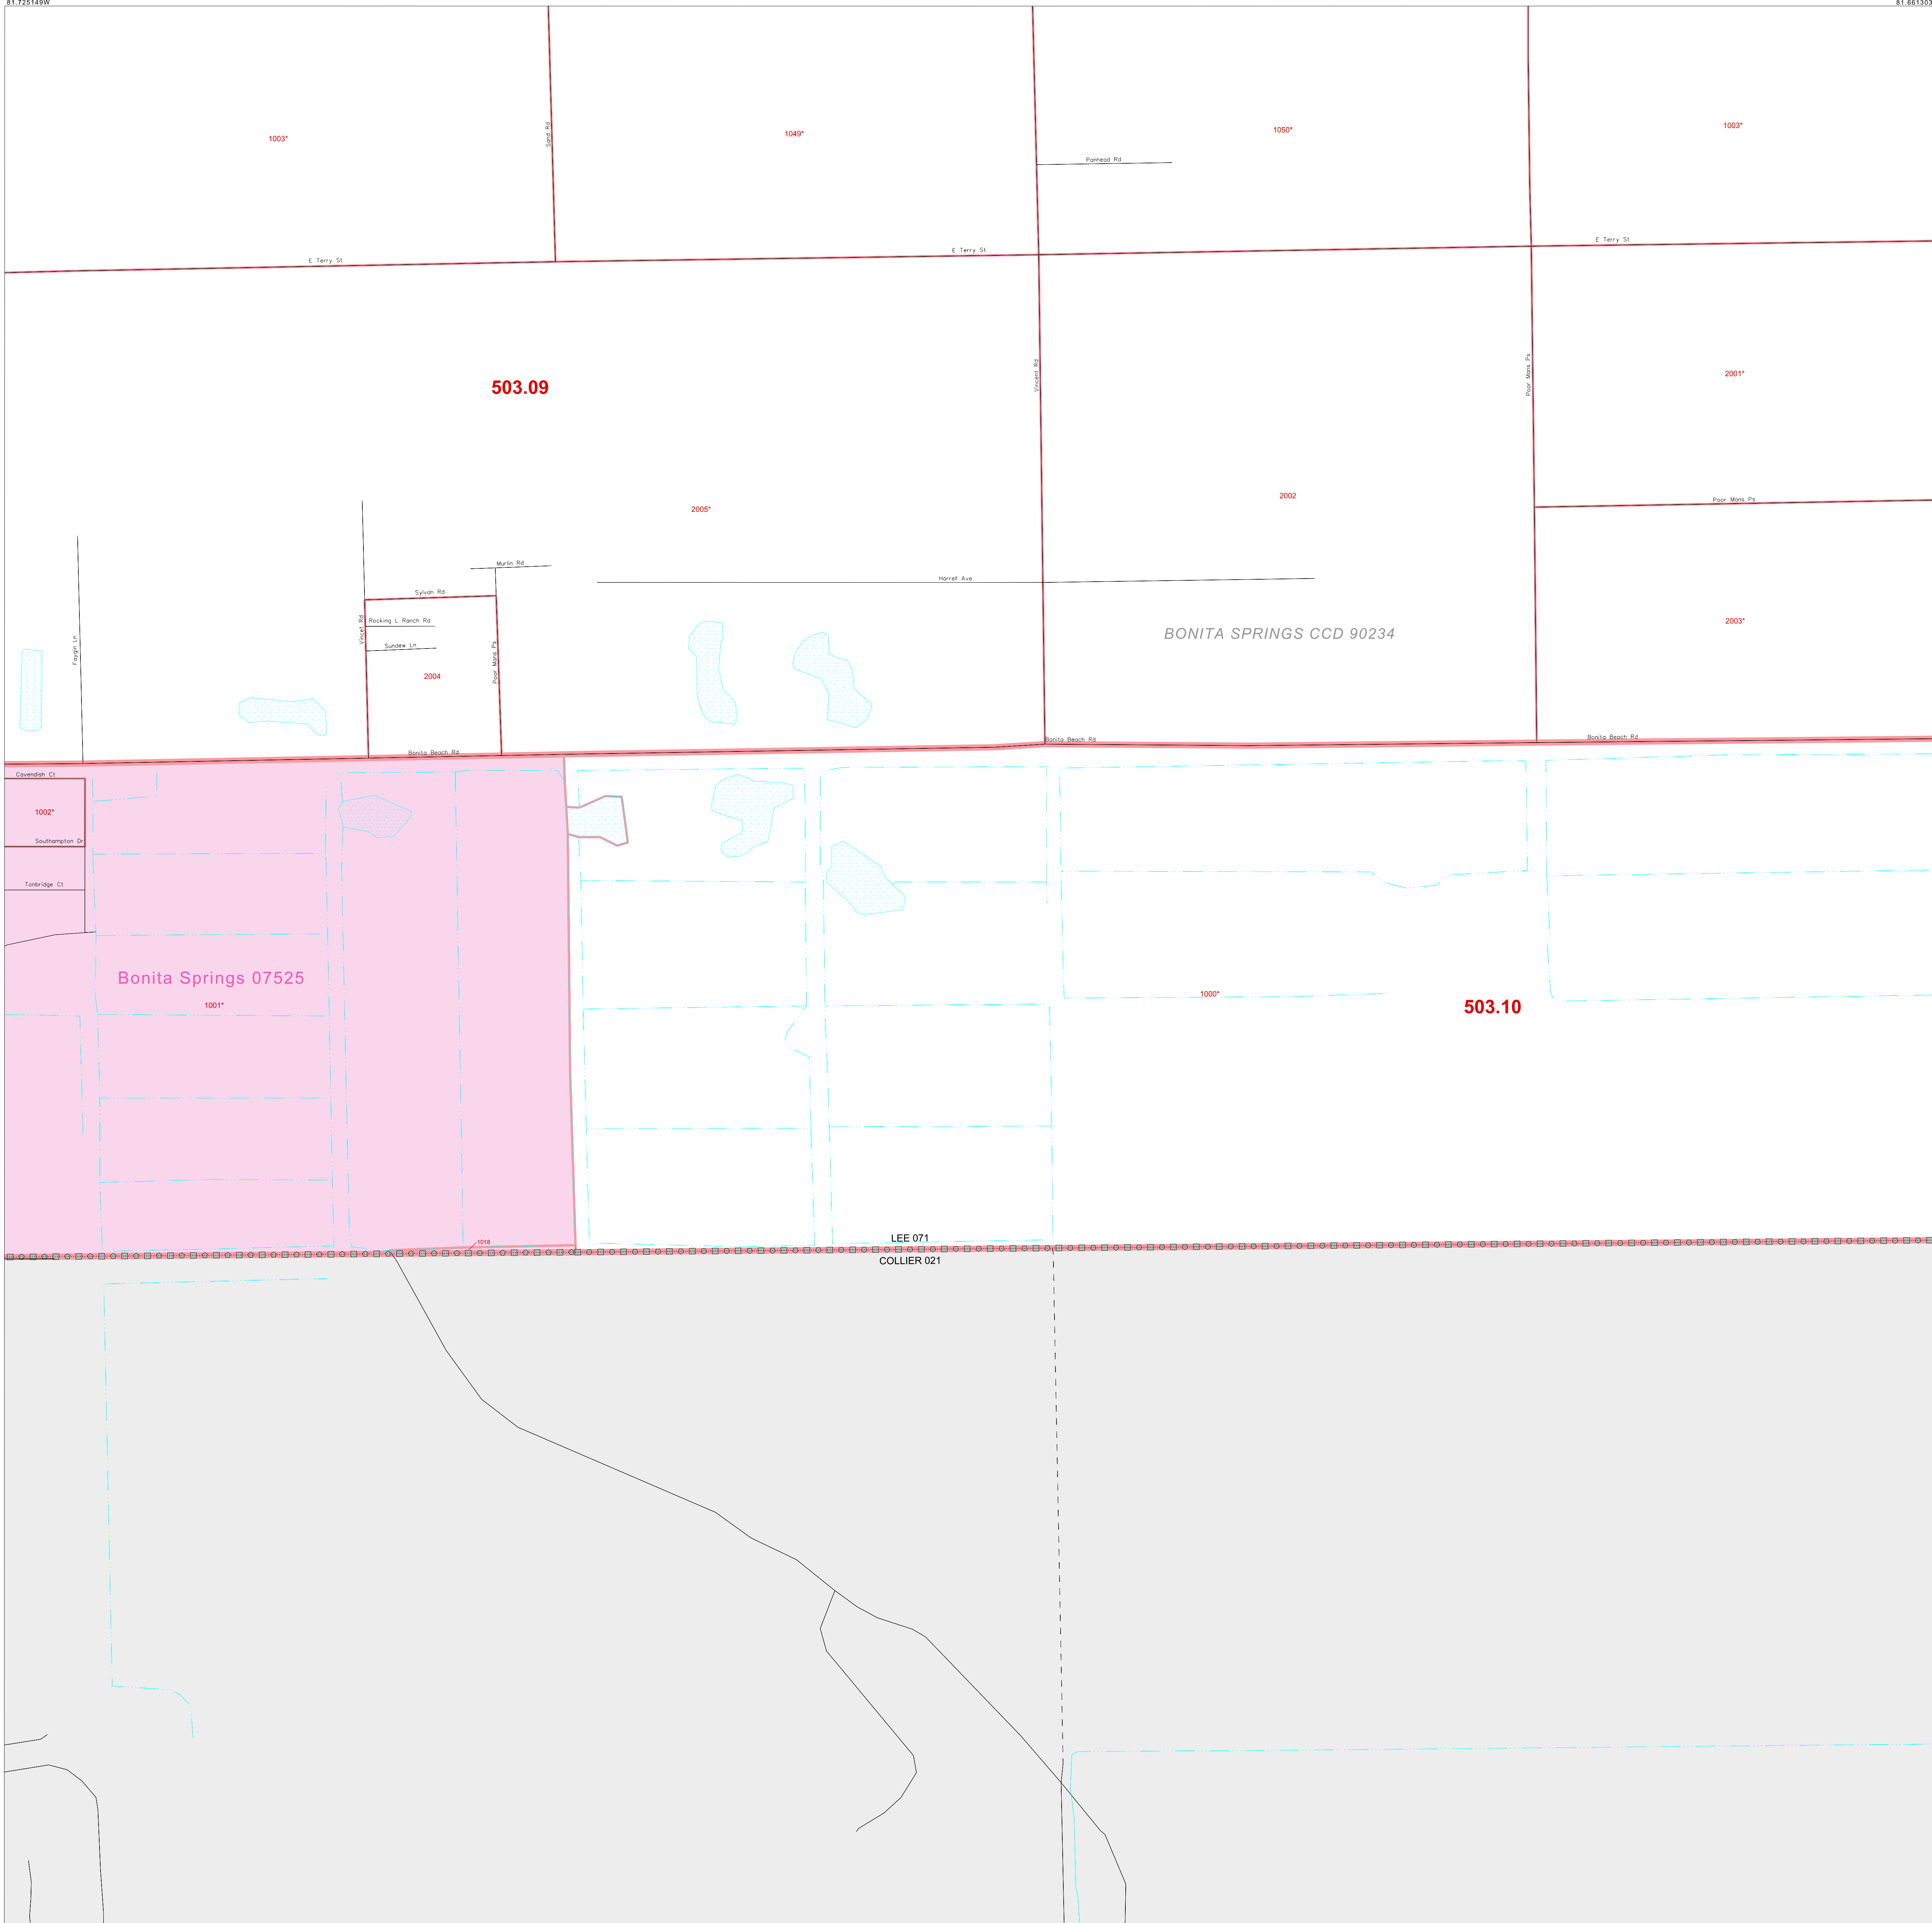 81.725149W
81.661303
1003*
Sand Rd
1049*
1050*
1003*
Panhead Rd
E Terry St
E Terry St
E Terry St
503.09
Vincent Rd
Poor Mans Ps
2001*
2005*
2002
Poor Mans Ps
Murlin Rd
Harrell Ave
Sylvan Rd
Rocking L Ranch Rd
Vincet Rd
Sundew Ln
Faygin Ln
Poor Mans Ps
2004
BONITA SPRINGS CCD 90234
2003*
Bonita Beach Rd
Bonita Beach Rd
Bonita Beach Rd
Cavendish Ct
1002*
Southampton Dr
Tonbridge Ct
Bonita Springs 07525
1001*
1000*
503.10
1018
LEE 071
COLLIER 021